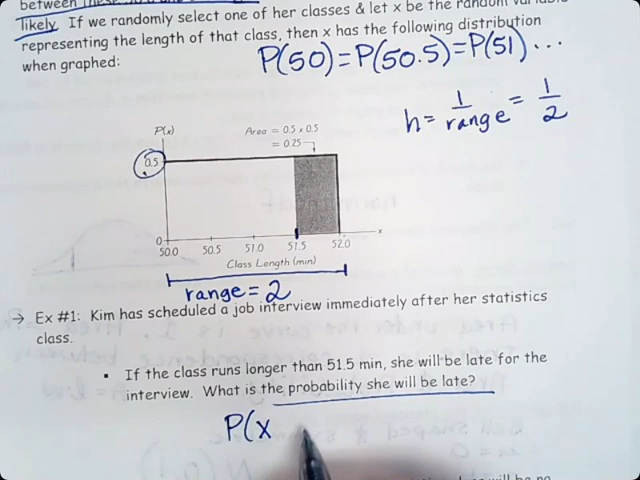 between these
likely. If we randomly select one of her classes & let x be the random variable
representing the length of that class, then x has the following distribution
when graphed:
P(50) = P(50.5) = P(51) ...
h = 1/range = 1/2
P(x)
Area = 0.5 x 0.5
= 0.25
0.5
0
50.0 50.5 51.0 51.5 52.0 x
Class Length (min)
range = 2
→ Ex #1: Kim has scheduled a job interview immediately after her statistics
class.
▪ If the class runs longer than 51.5 min, she will be late for the
interview. What is the probability she will be late?
P(x
will be no